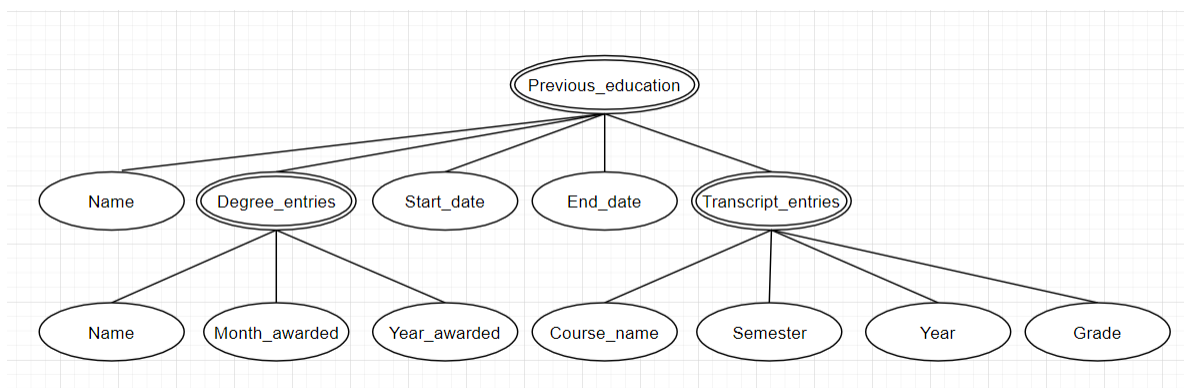 Previous_education
Name
Degree_entries
Start_date
End_date
Transcript_entries
Name
Month_awarded
Year_awarded
Course_name
Semester
Year
Grade